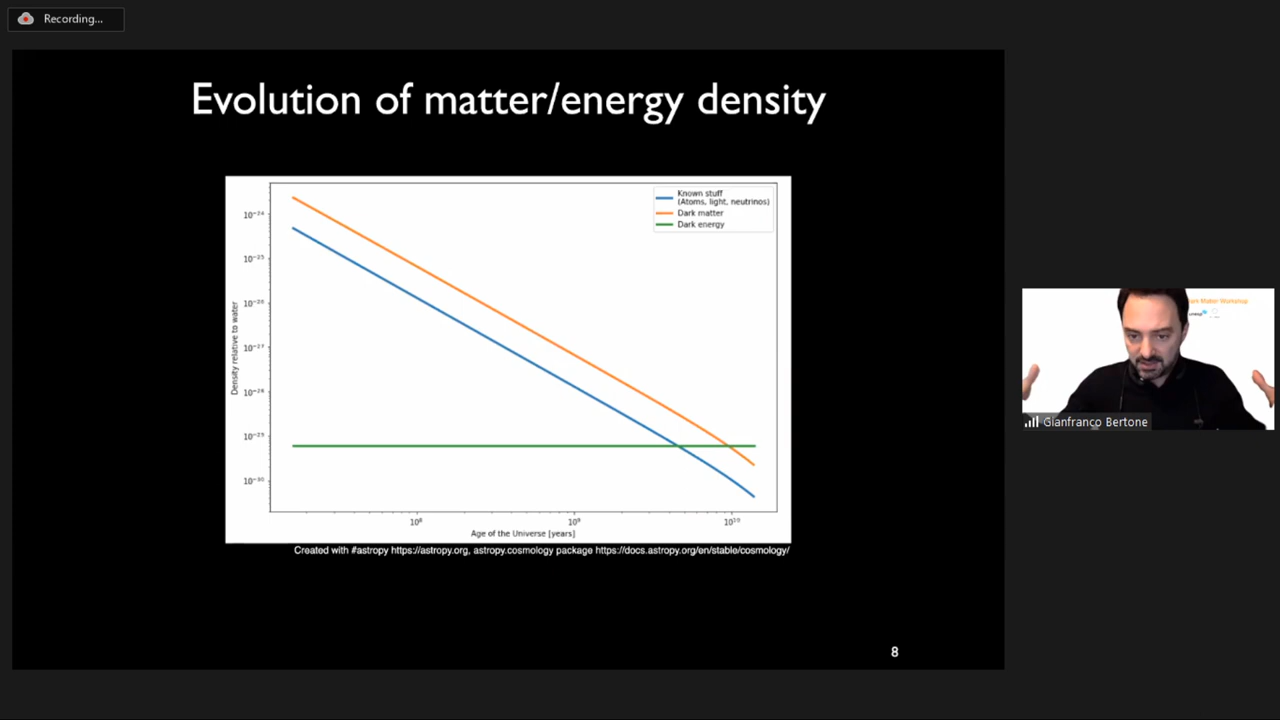 Recording...
Evolution of matter/energy density
Known stuff
(Atoms, light, neutrinos)
Dark matter
Dark energy
Density relative to water
10⁻²⁴
10⁻²⁵
10⁻²⁶
10⁻²⁷
10⁻²⁸
10⁻²⁹
10⁻³⁰
10⁸
10⁹
10¹⁰
Age of the Universe [years]
Created with #astropy https://astropy.org, astropy.cosmology package https://docs.astropy.org/en/stable/cosmology/
8
Matter Workshop
Gianfranco Bertone